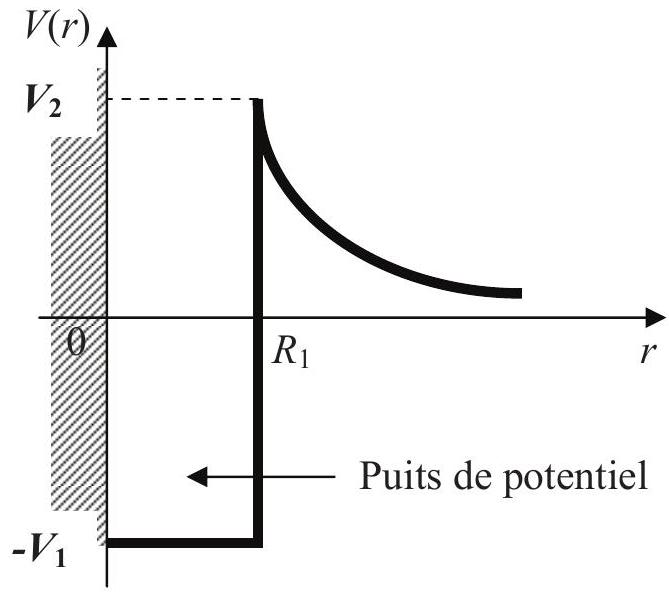 V(r)
V₂
0
R₁
r
Puits de potentiel
-V₁